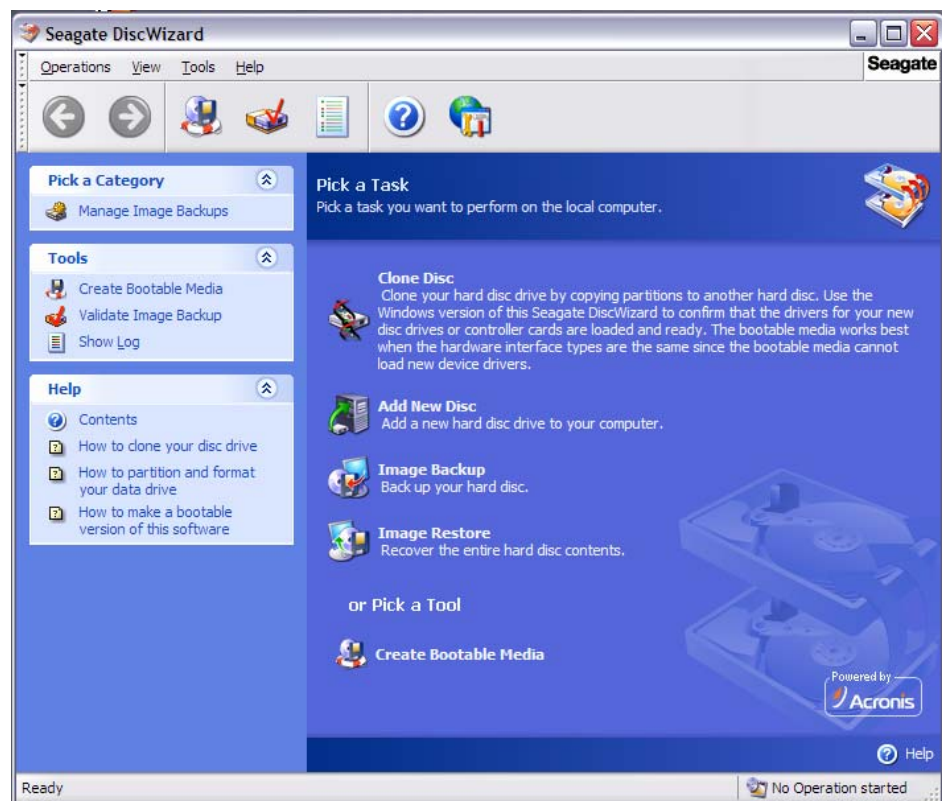 Seagate DiscWizard
Operations View Tools Help
Seagate
Pick a Category
Manage Image Backups
Tools
Create Bootable Media
Validate Image Backup
Show Log
Help
Contents
How to clone your disc drive
How to partition and format
your data drive
How to make a bootable
version of this software
Pick a Task
Pick a task you want to perform on the local computer.
Clone Disc
Clone your hard disc drive by copying partitions to another hard disc. Use the
Windows version of this Seagate DiscWizard to confirm that the drivers for your new
disc drives or controller cards are loaded and ready. The bootable media works best
when the hardware interface types are the same since the bootable media cannot
load new device drivers.
Add New Disc
Add a new hard disc drive to your computer.
Image Backup
Back up your hard disc.
Image Restore
Recover the entire hard disc contents.
or Pick a Tool
Create Bootable Media
Powered by
Acronis
Help
Ready
No Operation started